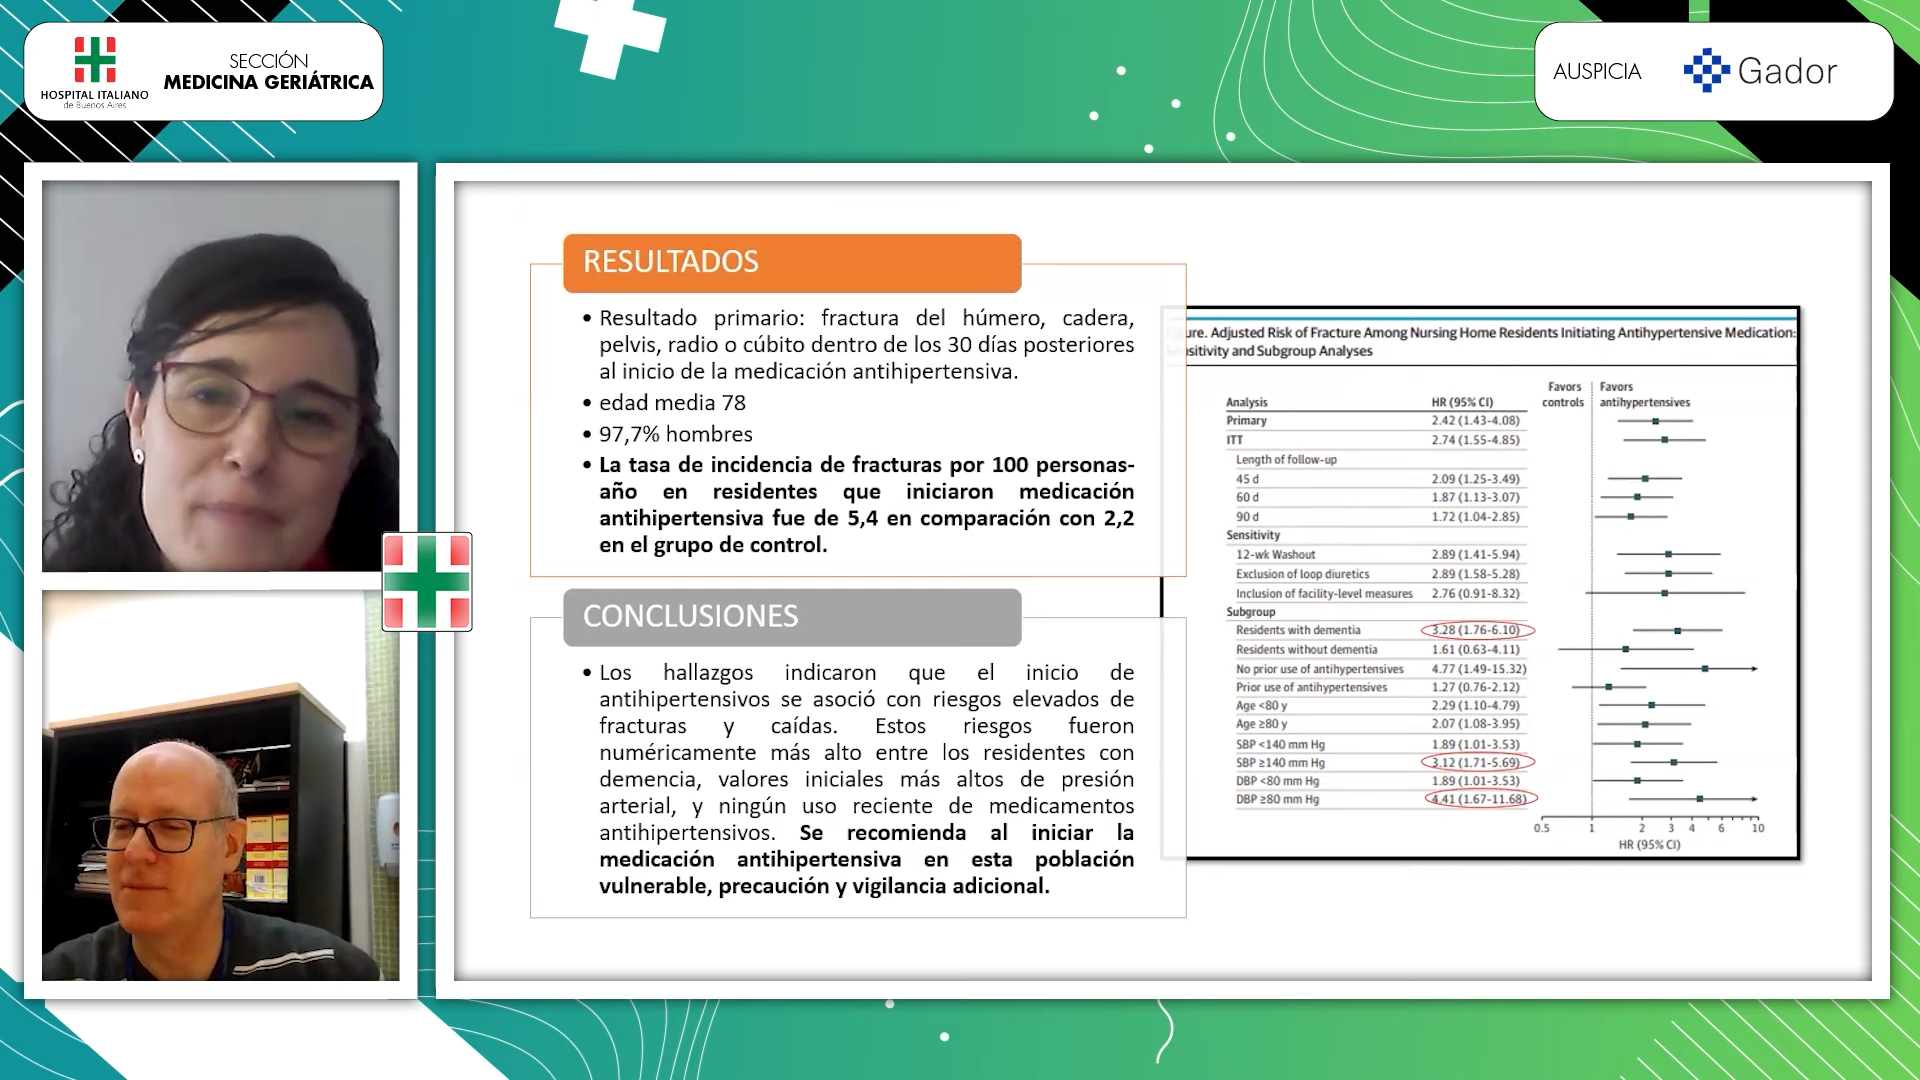 HOSPITAL ITALIANO
de Buenos Aires
SECCIÓN
MEDICINA GERIÁTRICA
AUSPICIA
Gador
RESULTADOS
• Resultado primario: fractura del húmero, cadera,
pelvis, radio o cúbito dentro de los 30 días posteriores
al inicio de la medicación antihipertensiva.
• edad media 78
• 97,7% hombres
• La tasa de incidencia de fracturas por 100 personas-
año en residentes que iniciaron medicación
antihipertensiva fue de 5,4 en comparación con 2,2
en el grupo de control.
CONCLUSIONES
• Los hallazgos indicaron que el inicio de
antihipertensivos se asoció con riesgos elevados de
fracturas y caídas. Estos riesgos fueron
numéricamente más alto entre los residentes con
demencia, valores iniciales más altos de presión
arterial, y ningún uso reciente de medicamentos
antihipertensivos. Se recomienda al iniciar la
medicación antihipertensiva en esta población
vulnerable, precaución y vigilancia adicional.
Figure. Adjusted Risk of Fracture Among Nursing Home Residents Initiating Antihypertensive Medication:
Sensitivity and Subgroup Analyses
Favors controls Favors antihypertensives
Analysis HR (95% CI)
Primary 2.42 (1.43-4.08)
ITT 2.74 (1.55-4.85)
Length of follow-up
45 d 2.09 (1.25-3.49)
60 d 1.87 (1.13-3.07)
90 d 1.72 (1.04-2.85)
Sensitivity
12-wk Washout 2.89 (1.41-5.94)
Exclusion of loop diuretics 2.89 (1.58-5.28)
Inclusion of facility-level measures 2.76 (0.91-8.32)
Subgroup
Residents with dementia 3.28 (1.76-6.10)
Residents without dementia 1.61 (0.63-4.11)
No prior use of antihypertensives 4.77 (1.49-15.32)
Prior use of antihypertensives 1.27 (0.76-2.12)
Age <80 y 2.29 (1.10-4.79)
Age ≥80 y 2.07 (1.08-3.95)
SBP <140 mm Hg 1.89 (1.01-3.53)
SBP ≥140 mm Hg 3.12 (1.71-5.69)
DBP <80 mm Hg 1.89 (1.01-3.53)
DBP ≥80 mm Hg 4.41 (1.67-11.68)
0.5 1 2 3 4 6 10
HR (95% CI)